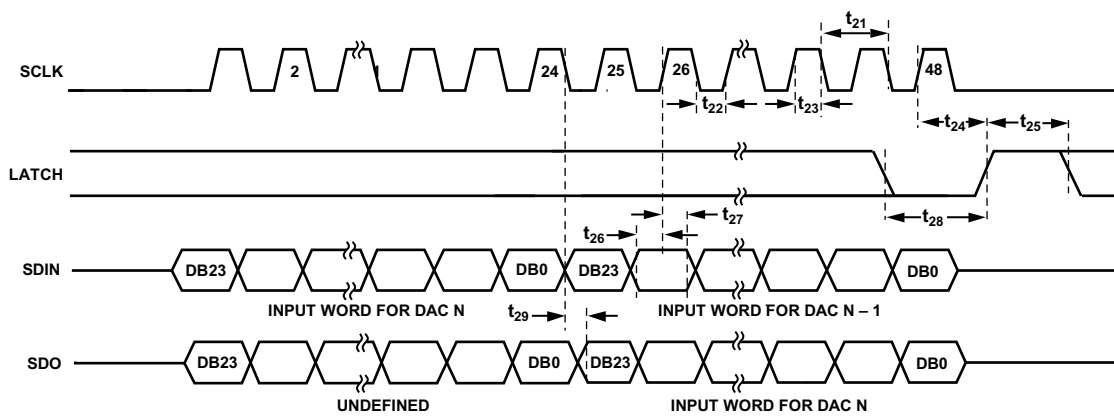 t21
SCLK
2
24
25
26
48
t22
t23
t24
t25
LATCH
t27
t28
t26
SDIN
DB23
DB0
DB23
DB0
INPUT WORD FOR DAC N
INPUT WORD FOR DAC N – 1
t29
SDO
DB23
DB0
DB23
DB0
UNDEFINED
INPUT WORD FOR DAC N